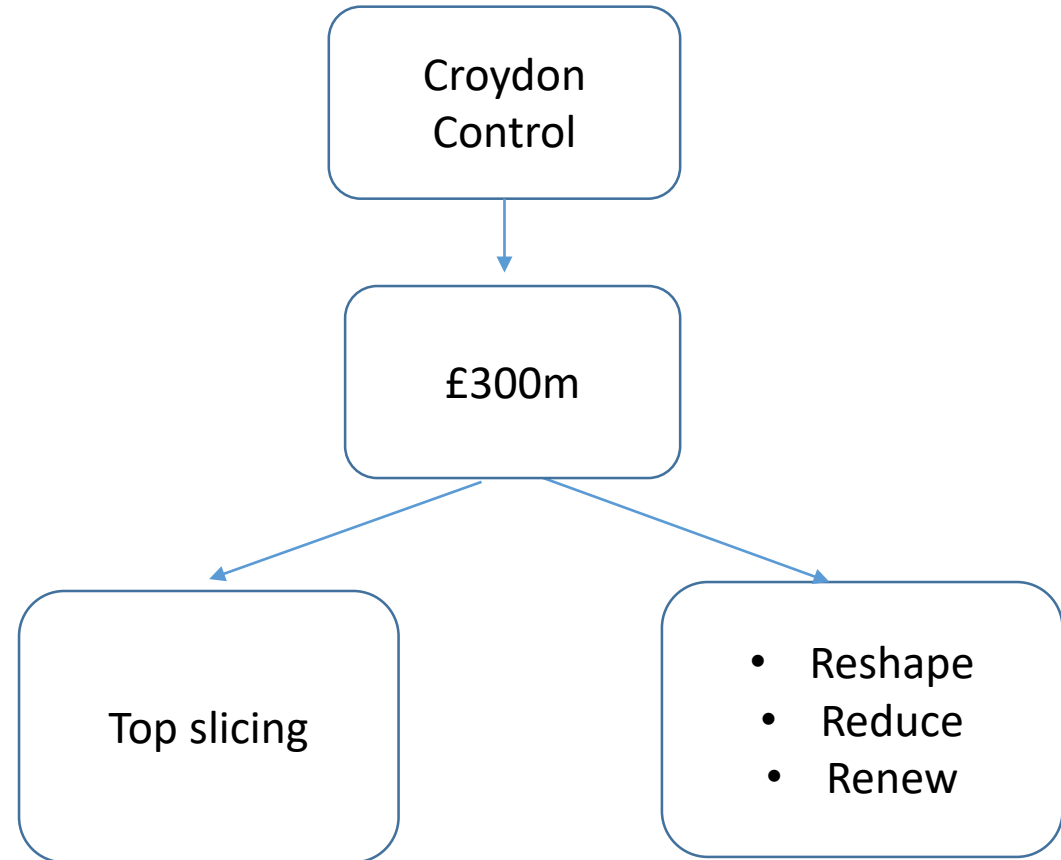 Croydon
Control
£300m
Top slicing
• Reshape
• Reduce
• Renew